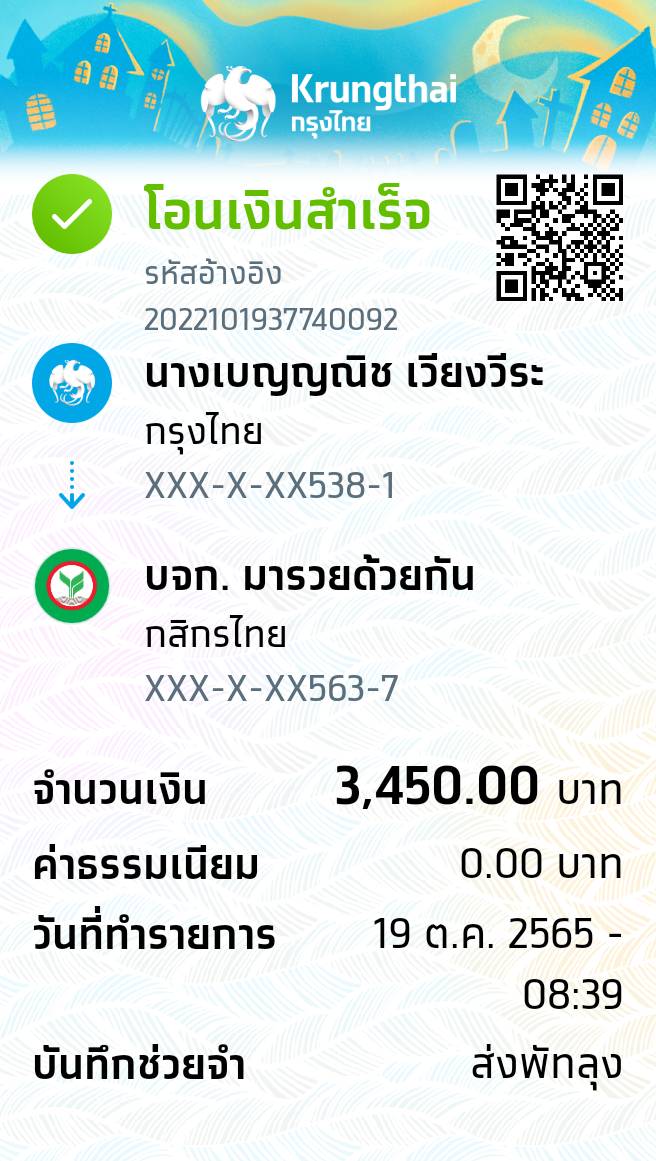 Krungthai
กรุงไทย
โอนเงินสำเร็จ
รหัสอ้างอิง
2022101937740092
นางเบญญณิช เวียงวีระ
กรุงไทย
XXX-X-XX538-1
บจก. มารวยด้วยกัน
กสิกรไทย
XXX-X-XX563-7
จำนวนเงิน 3,450.00 บาท
ค่าธรรมเนียม 0.00 บาท
วันที่ทำรายการ 19 ต.ค. 2565 -
08:39
บันทึกช่วยจำ ส่งพัทลุง